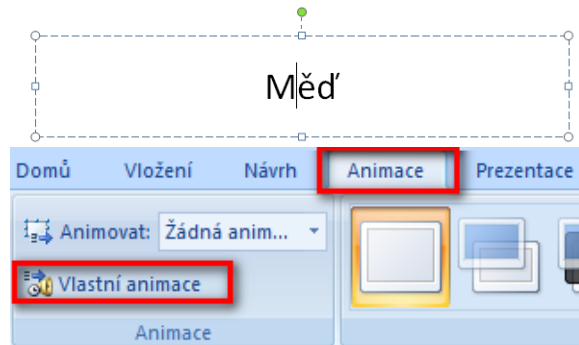 Měď
Domů Vložení Návrh Animace Prezentace
Animovat: Žádná anim...
Vlastní animace
Animace